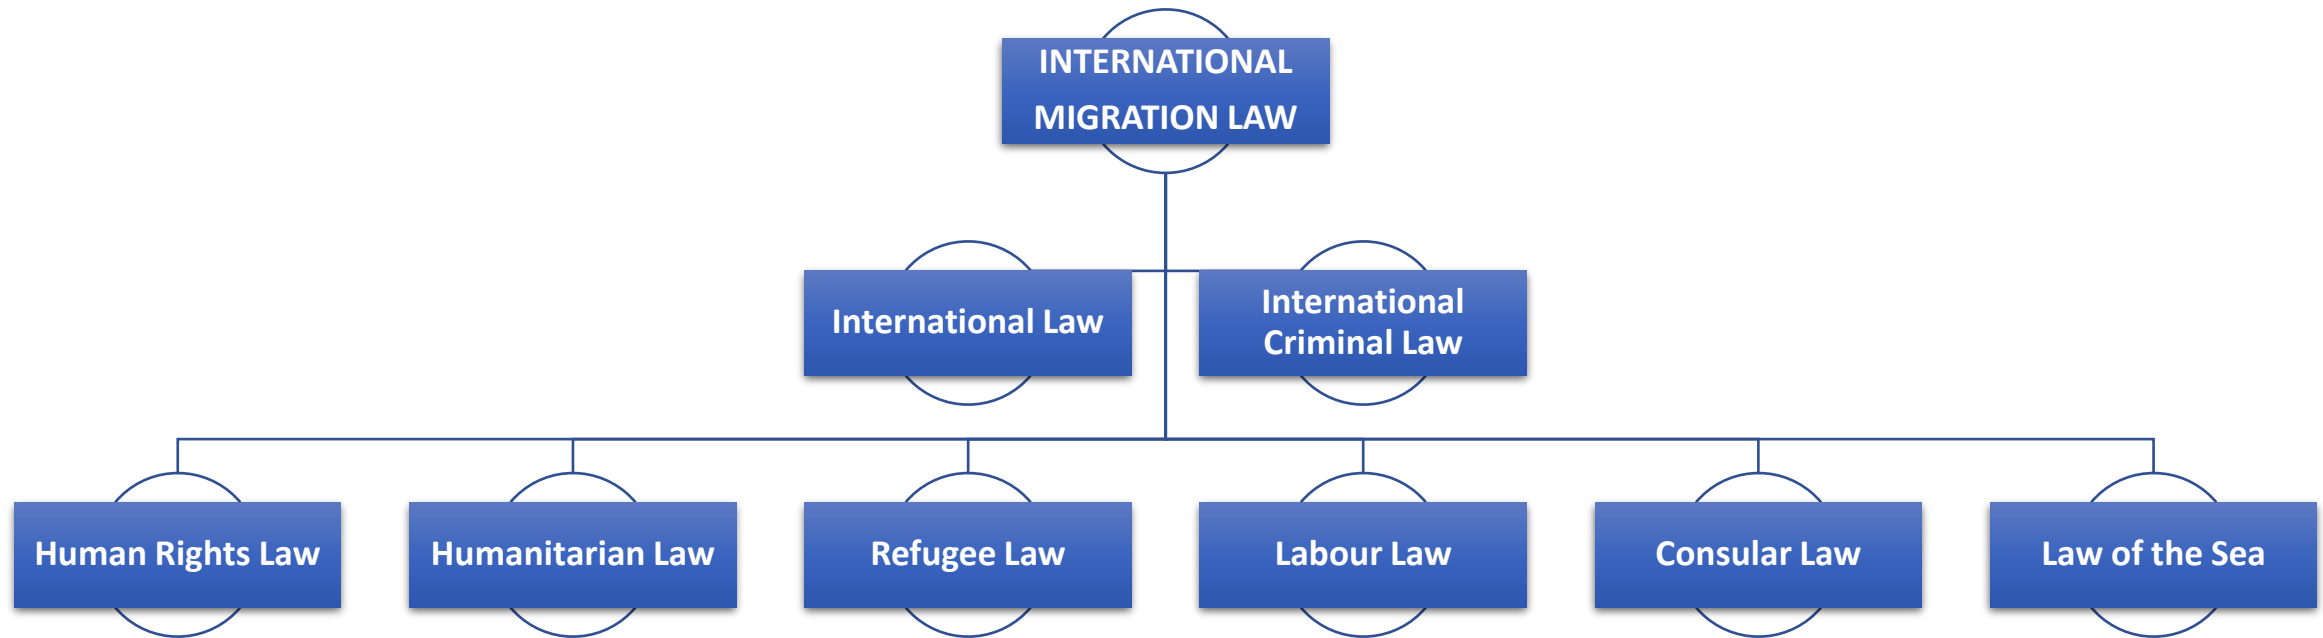 INTERNATIONAL
MIGRATION LAW
International Law
International
Criminal Law
Human Rights Law
Humanitarian Law
Refugee Law
Labour Law
Consular Law
Law of the Sea